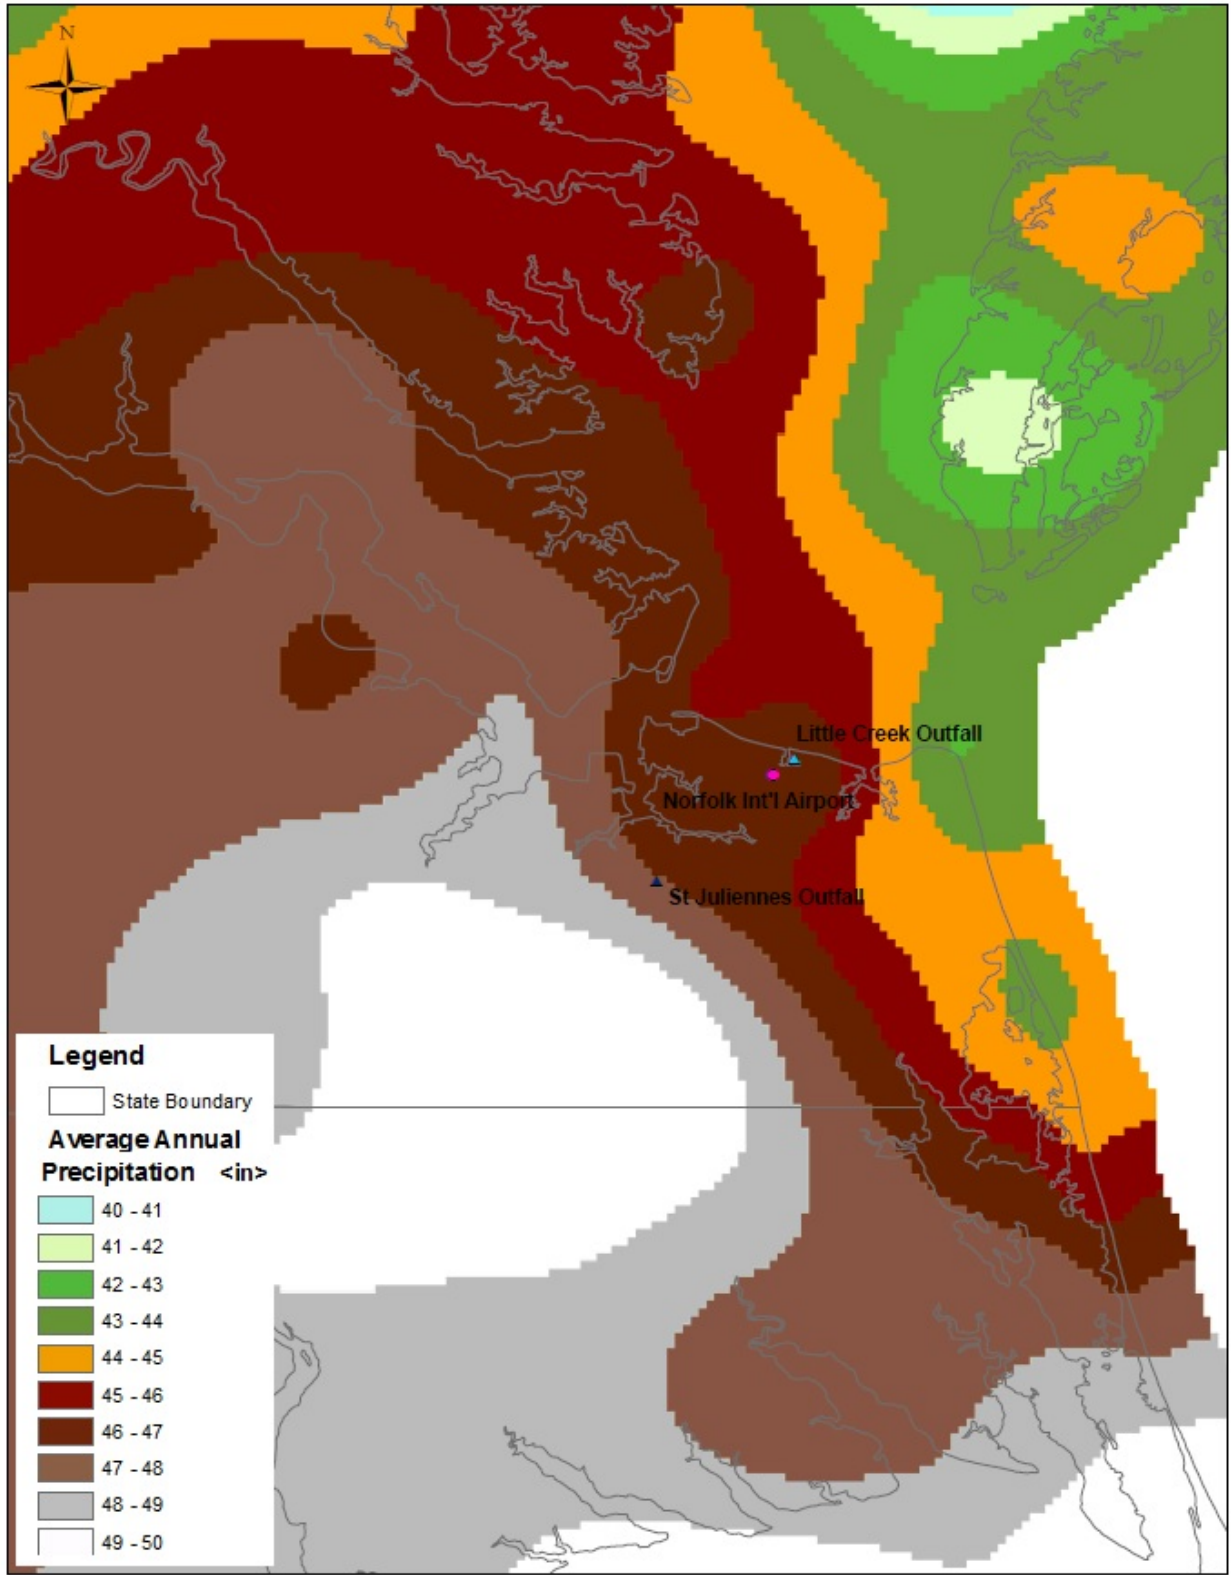 N
Little Creek Outfall
Norfolk Int'l Airport
St Juliennes Outfall
Legend
State Boundary
Average Annual
Precipitation <in>
40 - 41
41 - 42
42 - 43
43 - 44
44 - 45
45 - 46
46 - 47
47 - 48
48 - 49
49 - 50